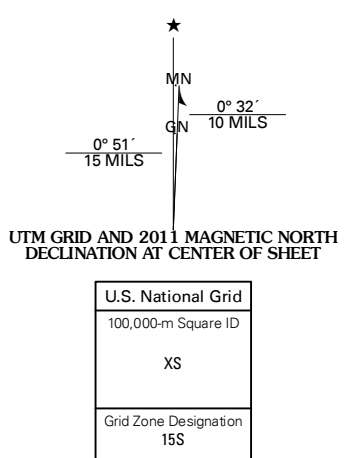 ★
MN
0° 32´
10 MILS
GN
0° 51´
15 MILS
UTM GRID AND 2011 MAGNETIC NORTH
DECLINATION AT CENTER OF SHEET
U.S. National Grid
100,000-m Square ID
XS
Grid Zone Designation
15S